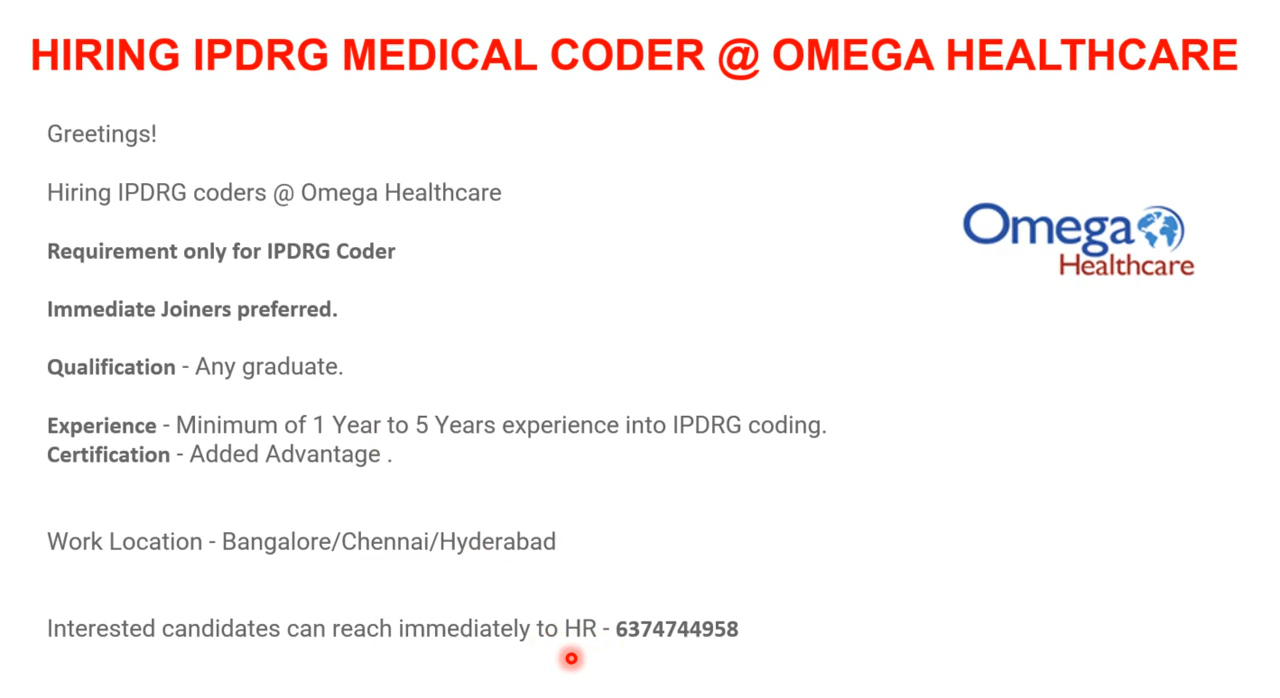 HIRING IPDRG MEDICAL CODER @ OMEGA HEALTHCARE
Greetings!
Hiring IPDRG coders @ Omega Healthcare
Omega
Healthcare
Requirement only for IPDRG Coder
Immediate Joiners preferred.
Qualification - Any graduate.
Experience - Minimum of 1 Year to 5 Years experience into IPDRG coding.
Certification - Added Advantage .
Work Location - Bangalore/Chennai/Hyderabad
Interested candidates can reach immediately to HR - 6374744958